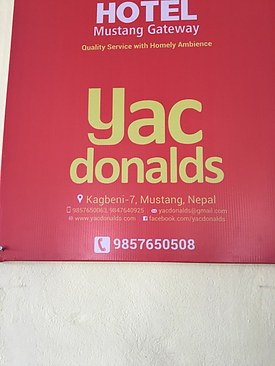 HOTEL
Mustang Gateway
Quality Service with Homely Ambience
yac
donalds
Kagbeni-7, Mustang, Nepal
9857650063, 9847640925 yacdonalds@gmail.com
www.yacdonalds.com facebook.com/yacdonalds
9857650508